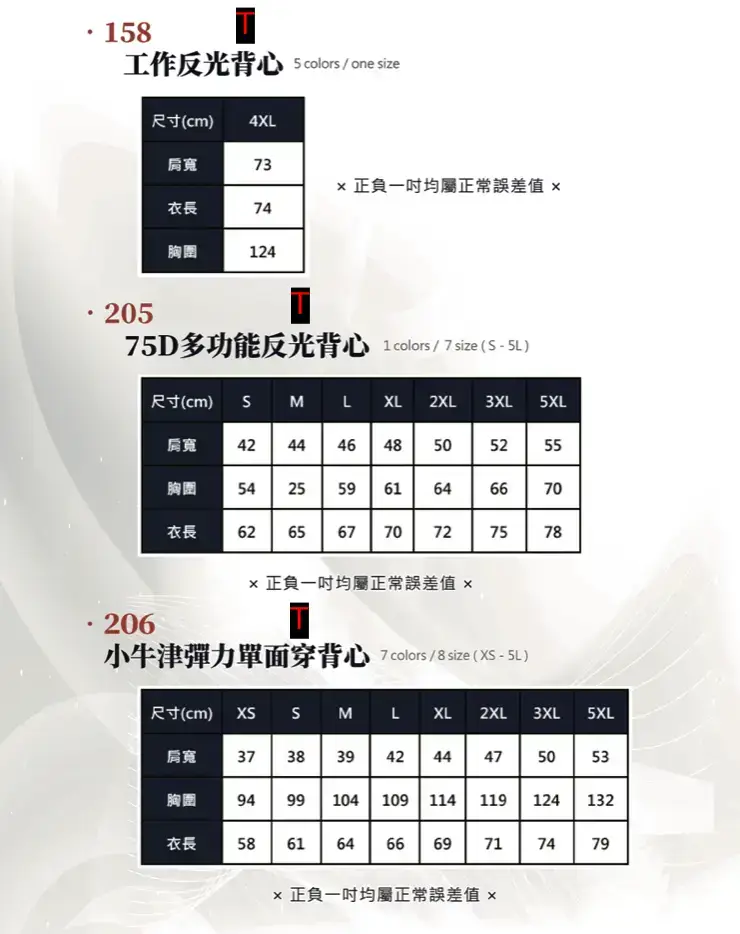 · 158
T
工作反光背心 5 colors / one size
尺寸(cm) 4XL
肩寬 73
衣長 74
胸圍 124
× 正負一吋均屬正常誤差值 ×
· 205
T
75D多功能反光背心 1 colors / 7 size ( S - 5L )
尺寸(cm) S M L XL 2XL 3XL 5XL
肩寬 42 44 46 48 50 52 55
胸圍 54 25 59 61 64 66 70
衣長 62 65 67 70 72 75 78
× 正負一吋均屬正常誤差值 ×
· 206
T
小牛津彈力單面穿背心 7 colors / 8 size ( XS - 5L )
尺寸(cm) XS S M L XL 2XL 3XL 5XL
肩寬 37 38 39 42 44 47 50 53
胸圍 94 99 104 109 114 119 124 132
衣長 58 61 64 66 69 71 74 79
× 正負一吋均屬正常誤差值 ×